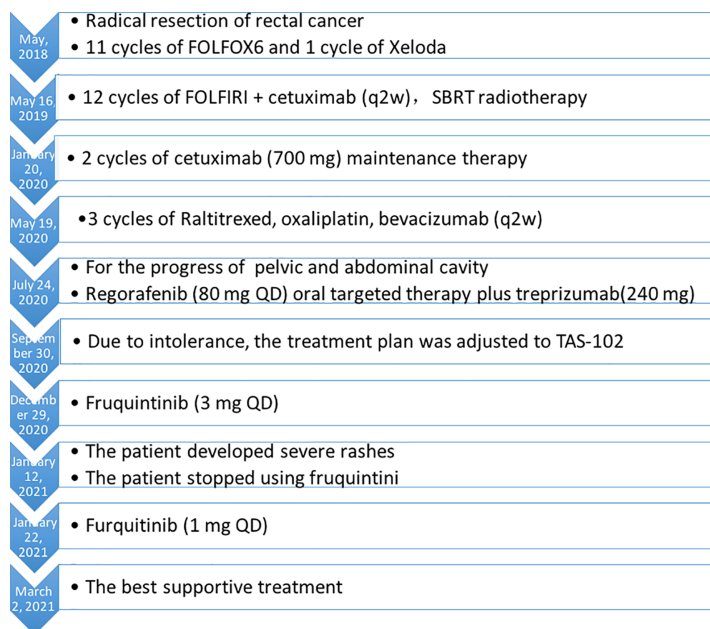 May,
2018
• Radical resection of rectal cancer
• 11 cycles of FOLFOX6 and 1 cycle of Xeloda
May 16,
2019
• 12 cycles of FOLFIRI + cetuximab (q2w)，SBRT radiotherapy
January
20,
2020
• 2 cycles of cetuximab (700 mg) maintenance therapy
May 19,
2020
•3 cycles of Raltitrexed, oxaliplatin, bevacizumab (q2w)
July 24,
2020
• For the progress of pelvic and abdominal cavity
• Regorafenib (80 mg QD) oral targeted therapy plus treprizumab(240 mg)
Septem
ber 30,
2020
• Due to intolerance, the treatment plan was adjusted to TAS-102
Decemb
er 29,
2020
• Fruquintinib (3 mg QD)
January
12,
2021
• The patient developed severe rashes
• The patient stopped using fruquintini
January
22,
2021
• Furquitinib (1 mg QD)
March
2, 2021
• The best supportive treatment